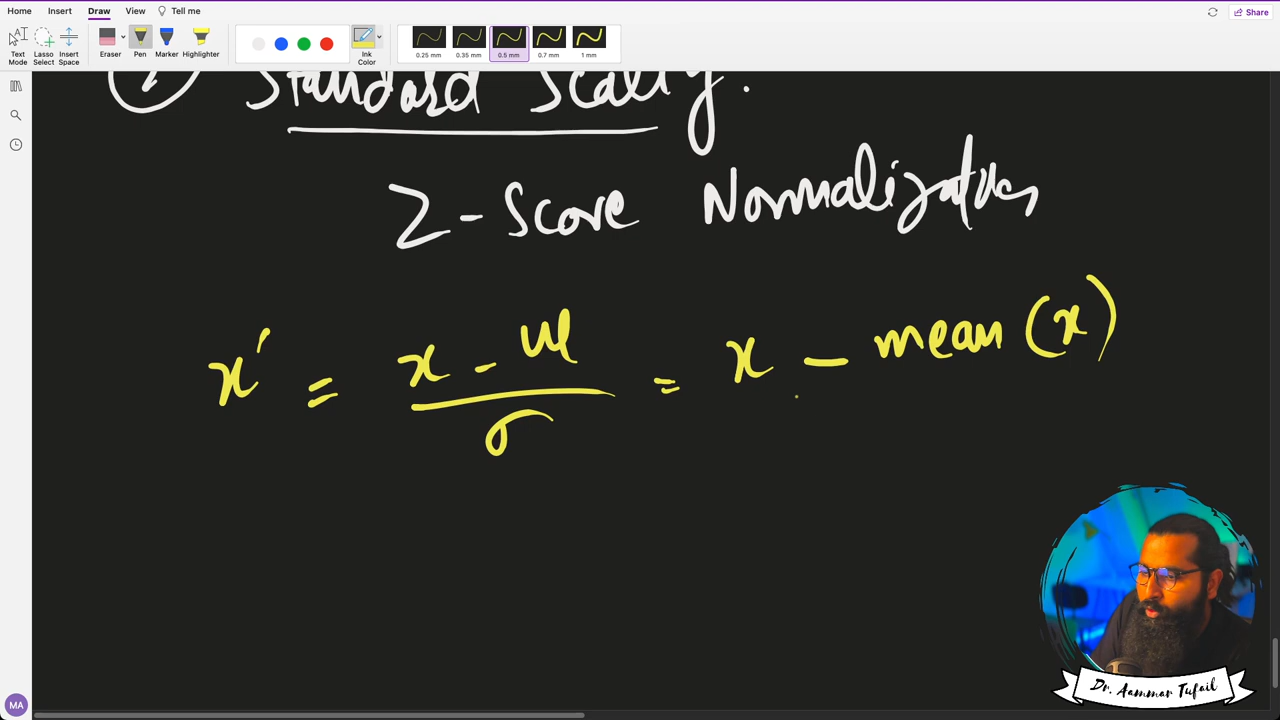 Home Insert Draw View Tell me
Share
Text Mode
Lasso Select
Insert Space
Eraser
Pen
Marker
Highlighter
Ink Color
0.25 mm
0.35 mm
0.5 mm
0.7 mm
1 mm
② Standard Scaling.
Z-Score Normalization
x' = (x - μ) / σ = x - mean (x)
MA
Dr. Aammar Tufail